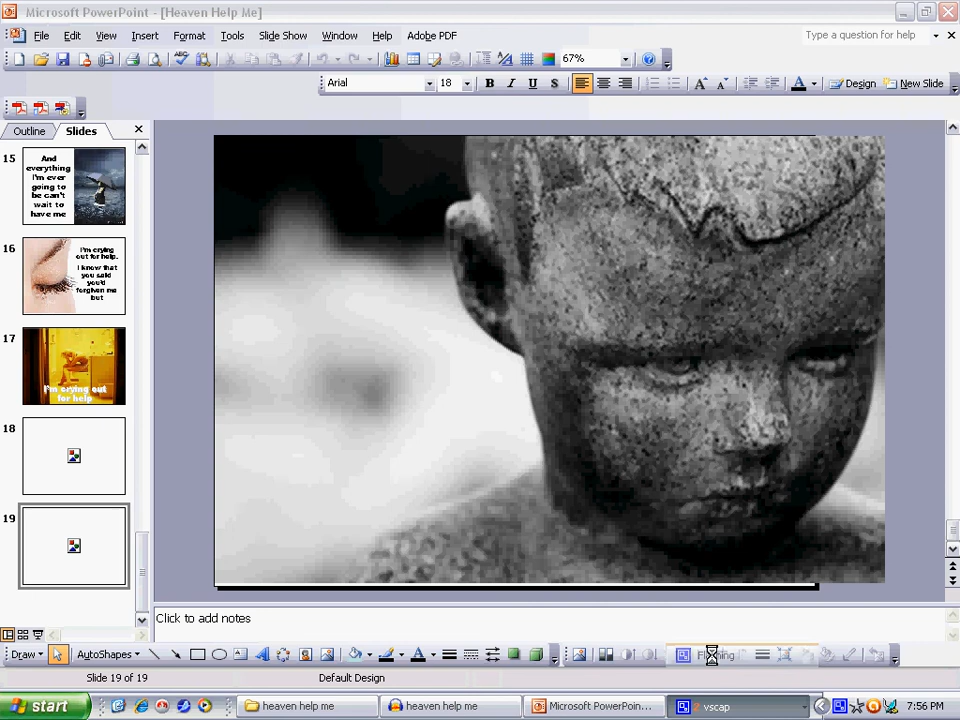 Microsoft PowerPoint - [Heaven Help Me]
File Edit View Insert Format Tools Slide Show Window Help Adobe PDF
Type a question for help
67%
Arial 18 B I U S A A A Design New Slide
Outline Slides
15
And
everything
I'm ever
going to
be can't
wait to
have me
16
I'm crying
out for help.
I know that
you said
you'd
forgiven me
but
17
I'm crying out
for help
18
19
Click to add notes
Draw AutoShapes
Slide 19 of 19 Default Design
start heaven help me heaven help me Microsoft PowerPoint... 2 vscap 7:56 PM